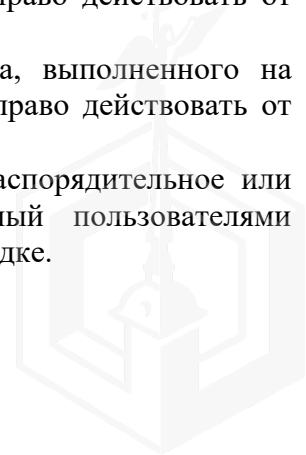 право действовать от
а, выполненного на
право действовать от
аспорядительное или
ный пользователями
дке.